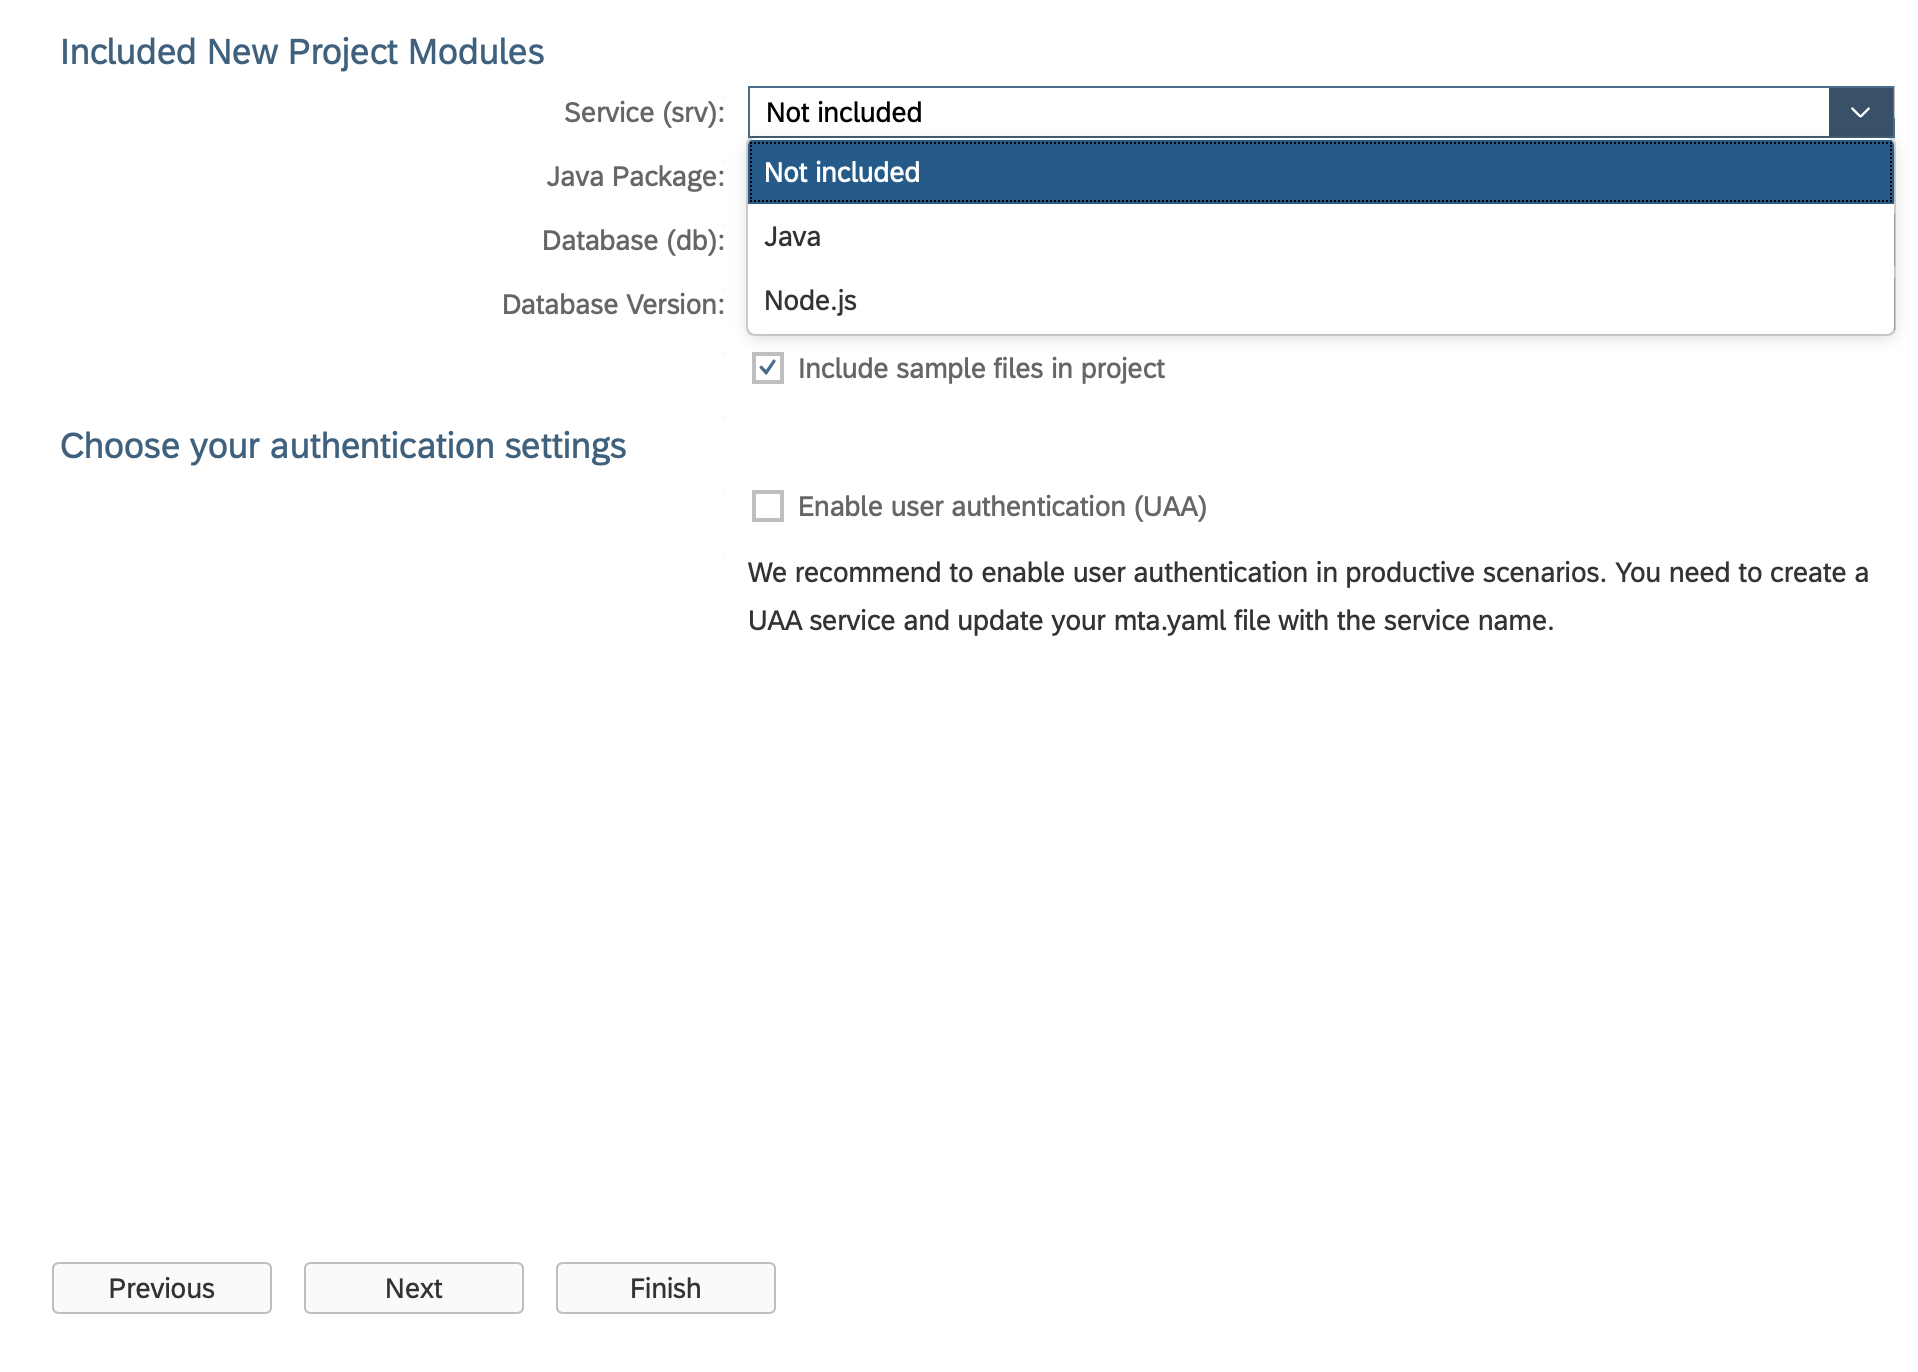 Included New Project Modules
Service (srv): Not included
Not included
Java Package:
Java
Database (db):
Node.js
Database Version:
Include sample files in project
Choose your authentication settings
Enable user authentication (UAA)
We recommend to enable user authentication in productive scenarios. You need to create a
UAA service and update your mta.yaml file with the service name.
Previous Next Finish